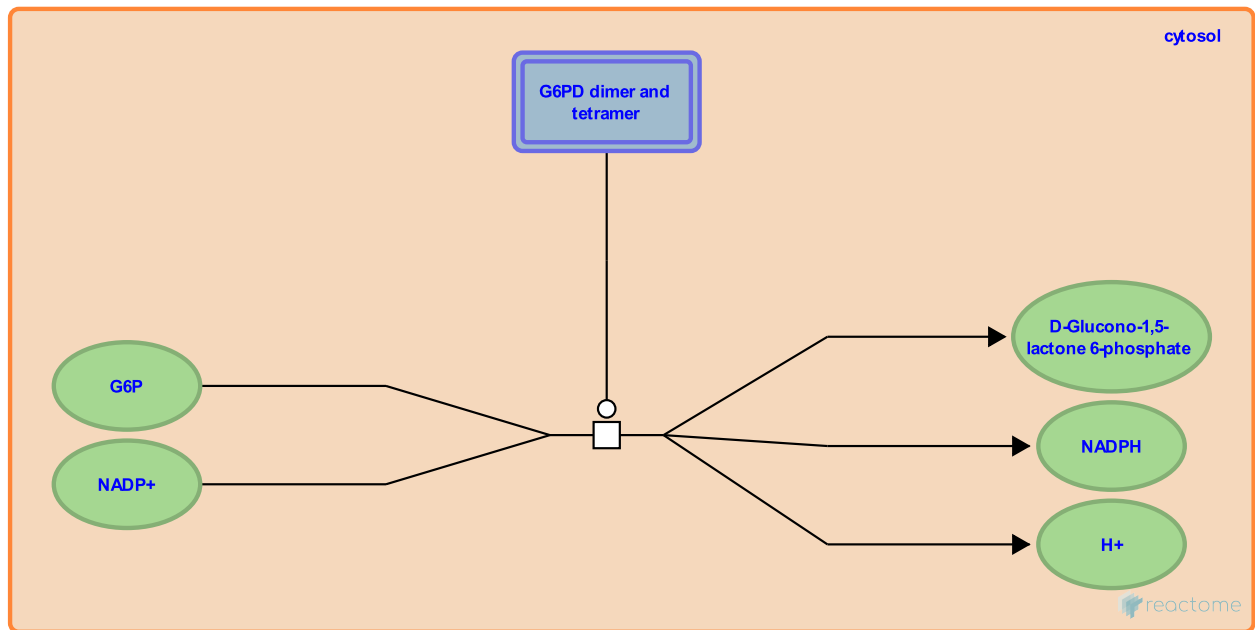 cytosol
G6PD dimer and
tetramer
G6P
NADP+
D-Glucono-1,5-
lactone 6-phosphate
NADPH
H+
reactome